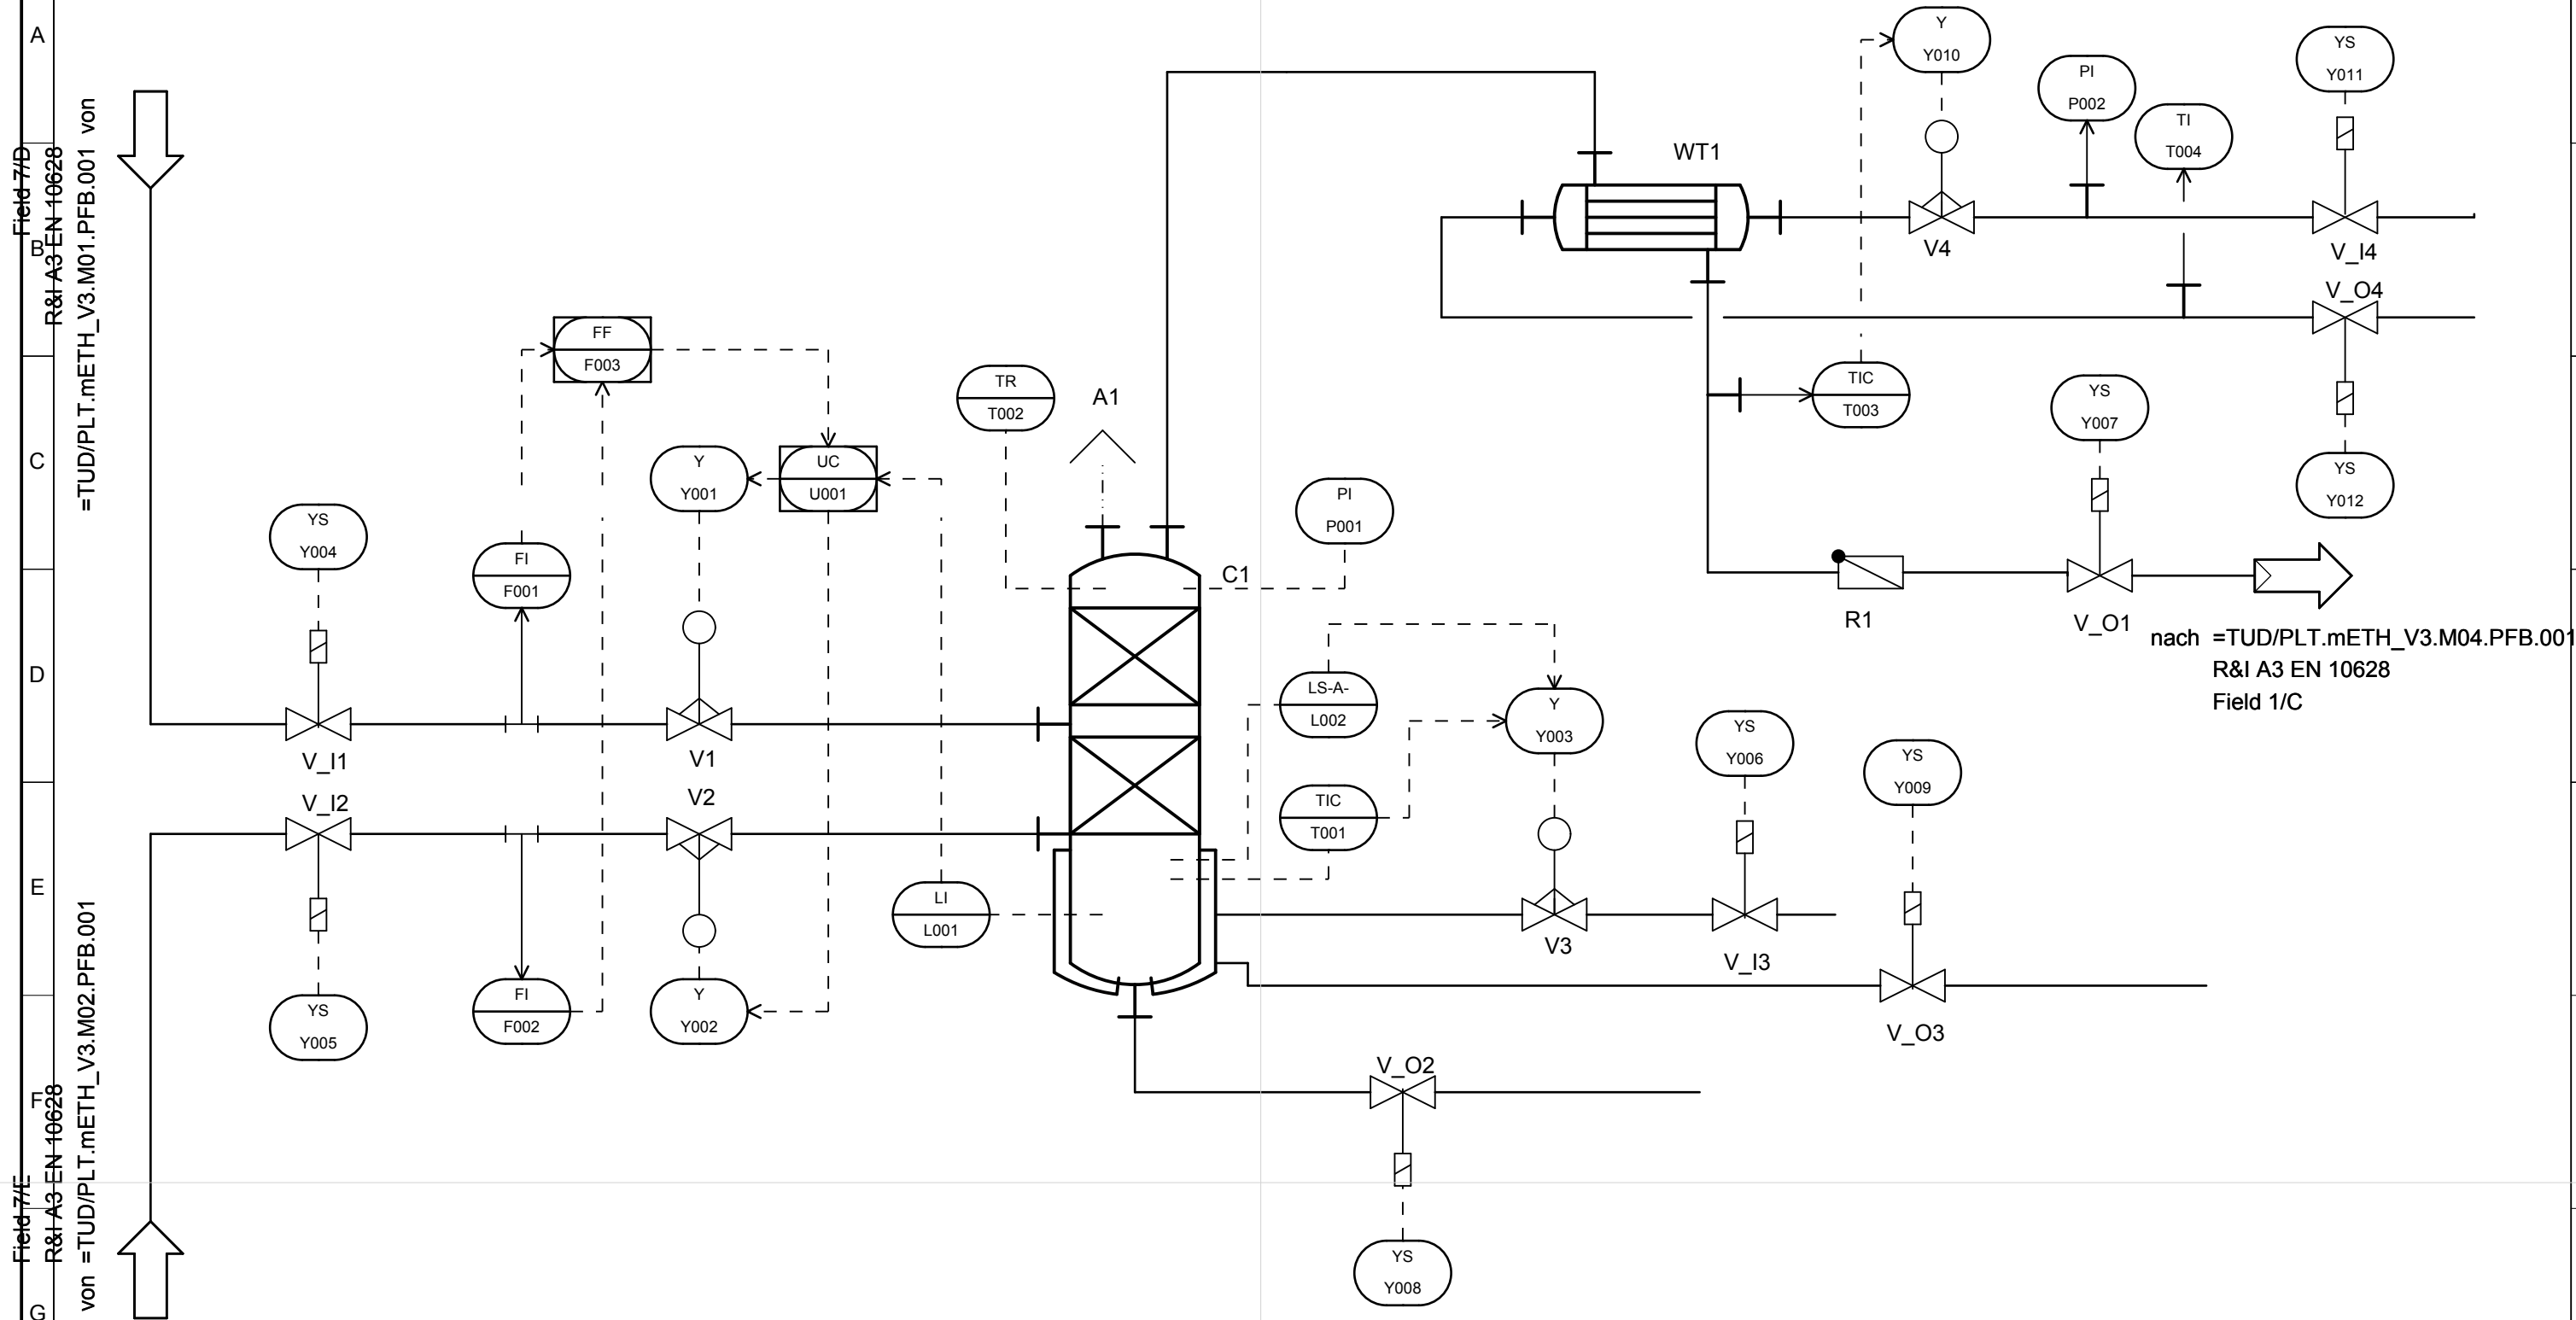 A
B
C
D
E
F
G
Field 7/D
R&I A3 EN 10628
=TUD/PLT.mETH_V3.M01.PFB.001 von
Y
Y010
YS
Y011
PI
P002
TI
T004
WT1
V4
V_I4
V_O4
FF
F003
TR
T002
A1
TIC
T003
YS
Y007
YS
Y012
Y
Y001
UC
U001
PI
P001
YS
Y004
FI
F001
C1
R1
V_O1
nach =TUD/PLT.mETH_V3.M04.PFB.001
R&I A3 EN 10628
Field 1/C
LS-A-
L002
Y
Y003
YS
Y006
YS
Y009
V_I1
V1
V_I2
V2
TIC
T001
LI
L001
V3
V_I3
V_O3
YS
Y005
FI
F002
Y
Y002
V_O2
YS
Y008
Field 7/E
R&I A3 EN 10628
von =TUD/PLT.mETH_V3.M02.PFB.001